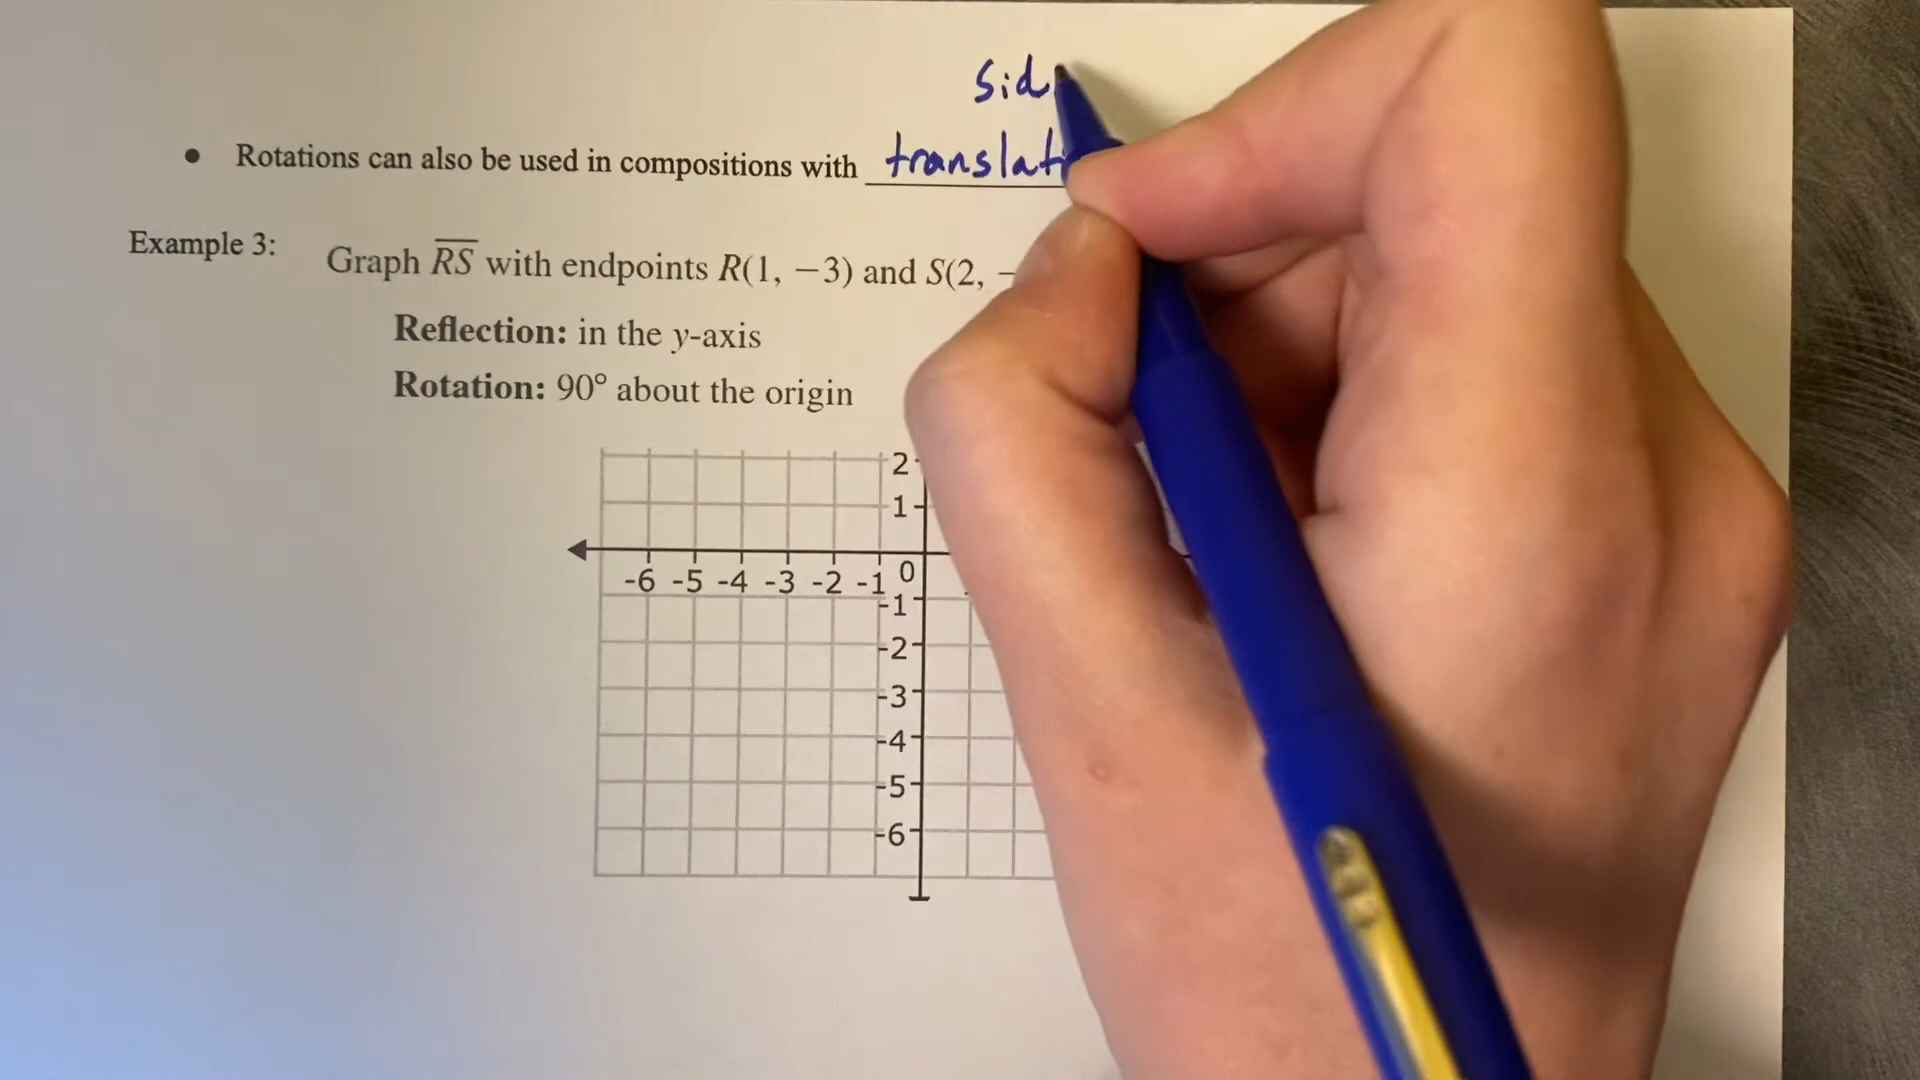 Sid
• Rotations can also be used in compositions with translat
Example 3: Graph R̅S̅ with endpoints R(1, −3) and S(2, −
Reflection: in the y-axis
Rotation: 90° about the origin
2
1
-6 -5 -4 -3 -2 -1 0
-1
-2
-3
-4
-5
-6